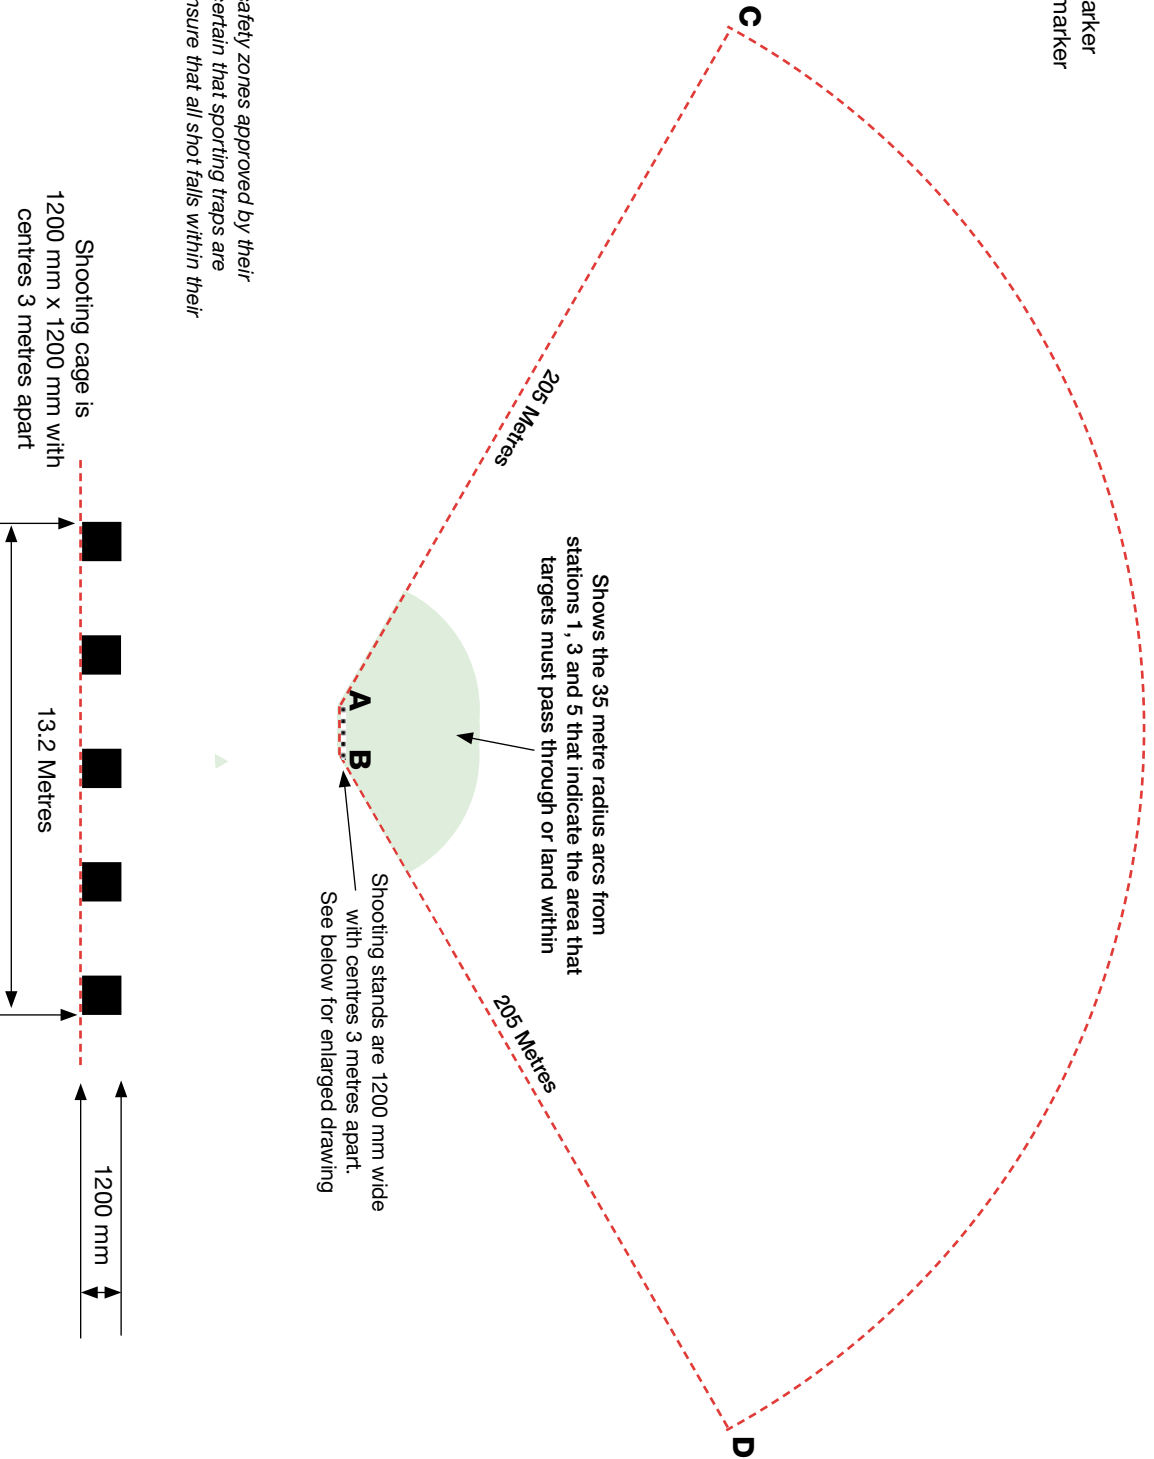 arker
marker
C
D
205 Metres
205 Metres
Shows the 35 metre radius arcs from
stations 1, 3 and 5 that indicate the area that
targets must pass through or land within
A
B
Shooting stands are 1200 mm wide
with centres 3 metres apart.
See below for enlarged drawing
afety zones approved by their
ertain that sporting traps are
nsure that all shot falls within their
Shooting cage is
1200 mm x 1200 mm with
centres 3 metres apart
13.2 Metres
1200 mm